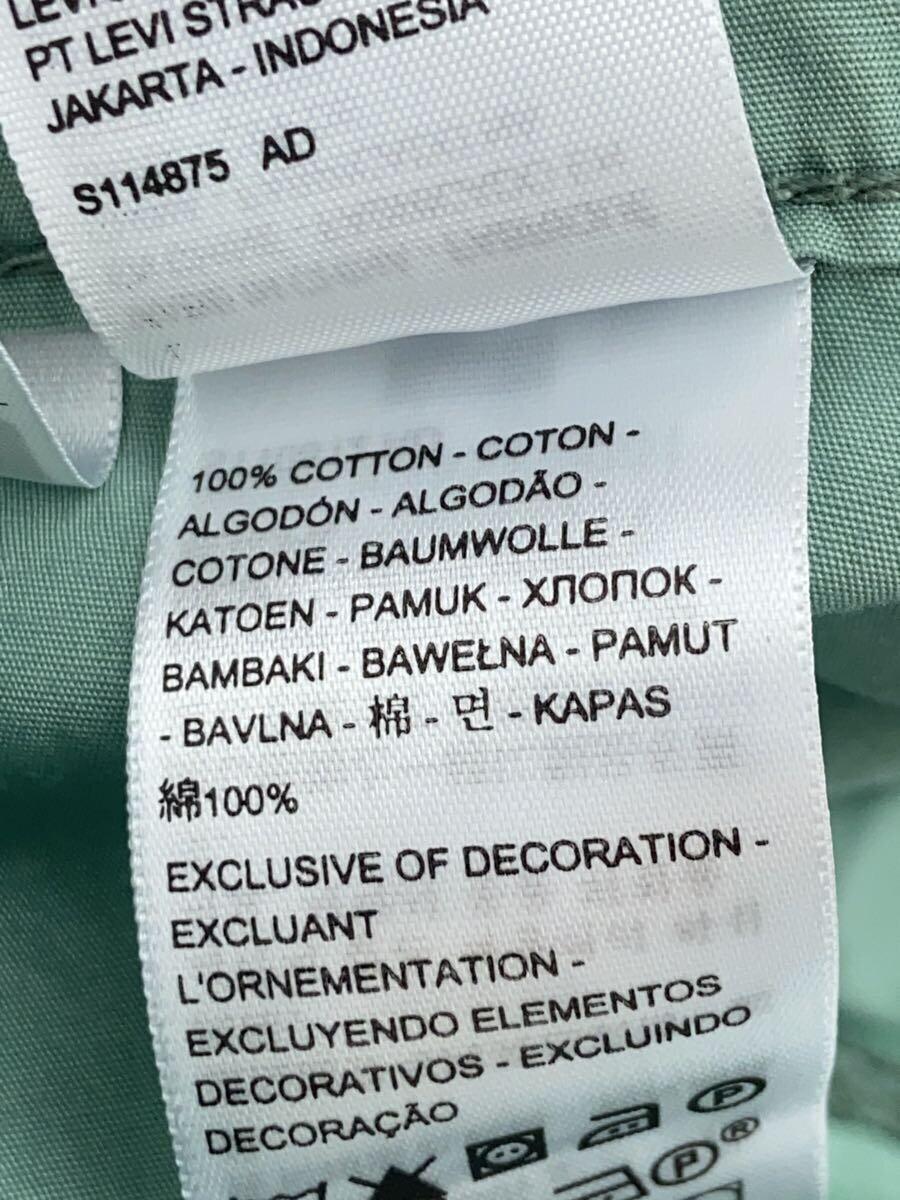 PT LEVI
JAKARTA - INDONESIA
S114875 AD
100% COTTON - COTON -
ALGODÓN - ALGODÃO -
COTONE - BAUMWOLLE -
KATOEN - PAMUK - ХЛОПОК -
BAMBAKI - BAWEŁNA - PAMUT
- BAVLNA - 棉 - 면 - KAPAS
綿100%
EXCLUSIVE OF DECORATION -
EXCLUANT
L'ORNEMENTATION -
EXCLUYENDO ELEMENTOS
DECORATIVOS - EXCLUINDO
DECORAÇÃO
P
P ®